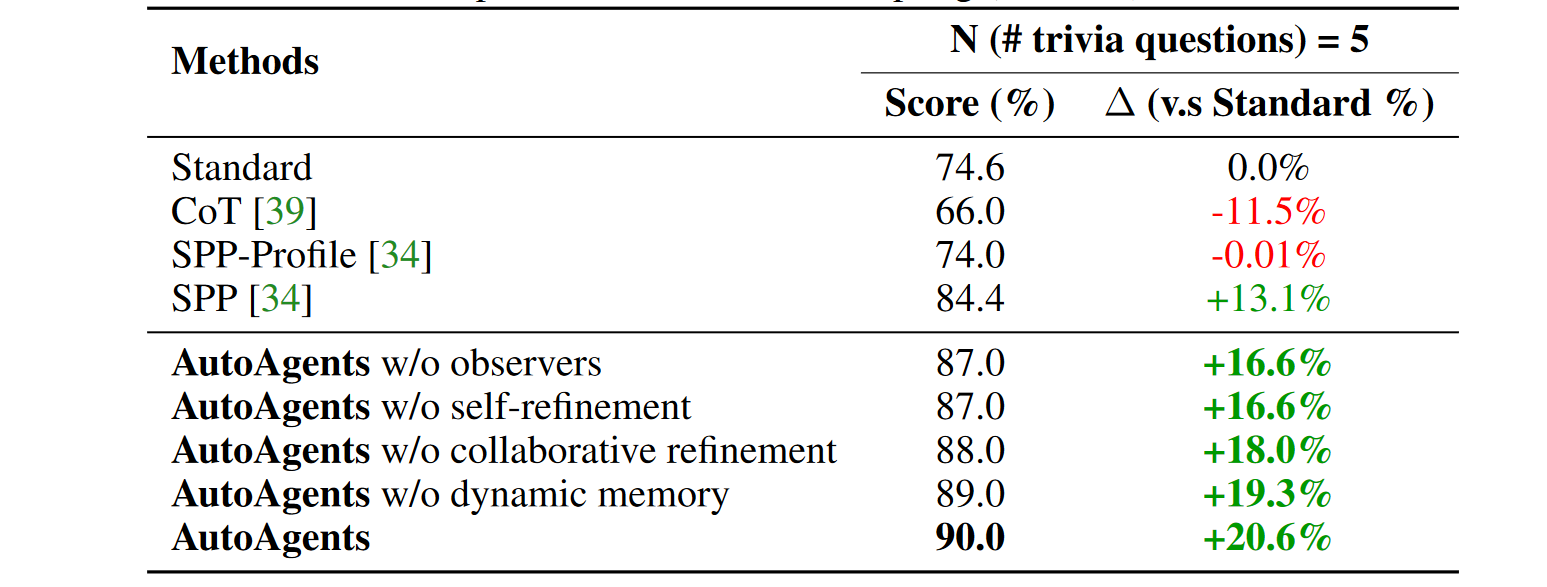 Methods
N (# trivia questions) = 5
Score (%) Δ (v.s Standard %)
Standard 74.6 0.0%
CoT [39] 66.0 -11.5%
SPP-Profile [34] 74.0 -0.01%
SPP [34] 84.4 +13.1%
AutoAgents w/o observers 87.0 +16.6%
AutoAgents w/o self-refinement 87.0 +16.6%
AutoAgents w/o collaborative refinement 88.0 +18.0%
AutoAgents w/o dynamic memory 89.0 +19.3%
AutoAgents 90.0 +20.6%